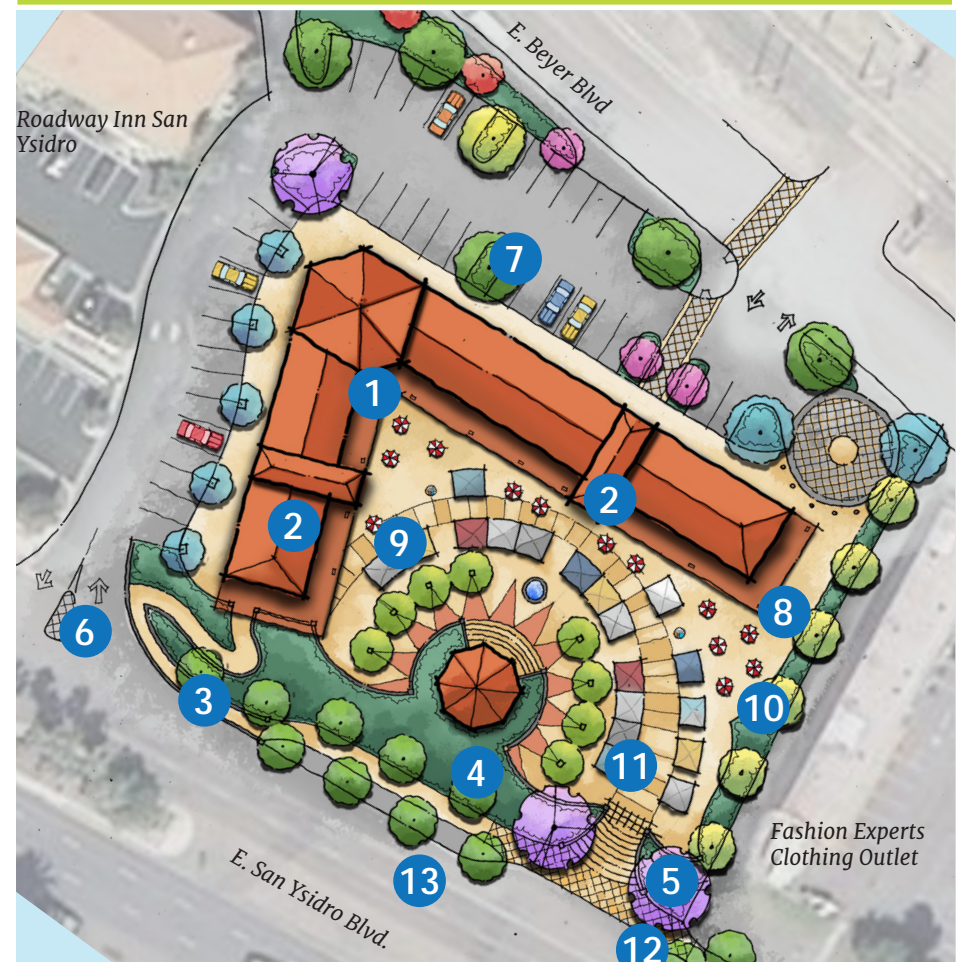 E. Beyer Blvd
Roadway Inn San
Ysidro
7
1
2
2
9
8
6
3
10
4
11
Fashion Experts
Clothing Outlet
E. San Ysidro Blvd.
13
5
12